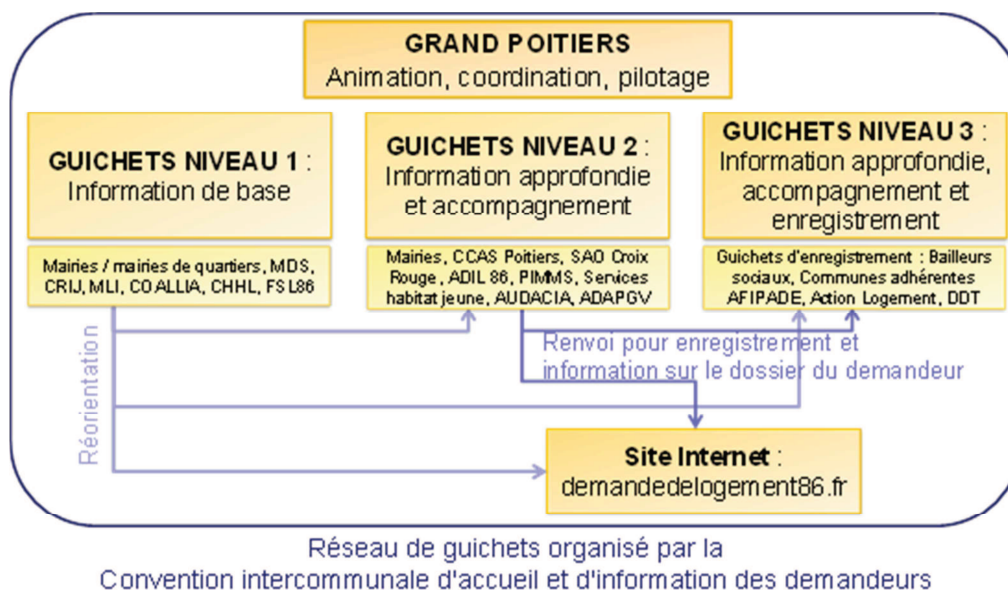 GRAND POITIERS
Animation, coordination, pilotage
GUICHETS NIVEAU 1 :
Information de base
Mairies / mairies de quartiers, MDS,
CRIJ, MLI, COALLIA, CHHL, FSL86
GUICHETS NIVEAU 2 :
Information approfondie
et accompagnement
Mairies, CCAS Poitiers, SAO Croix
Rouge, ADIL 86, PIMMS, Services
habitat jeune, AUDACIA, ADAPGV
GUICHETS NIVEAU 3 :
Information approfondie,
accompagnement et
enregistrement
Guichets d'enregistrement : Bailleurs
sociaux, Communes adhérentes
AFIPADE, Action Logement, DDT
Réorientation
Renvoi pour enregistrement et
information sur le dossier du demandeur
Site Internet :
demandedelogement86.fr
Réseau de guichets organisé par la
Convention intercommunale d'accueil et d'information des demandeurs